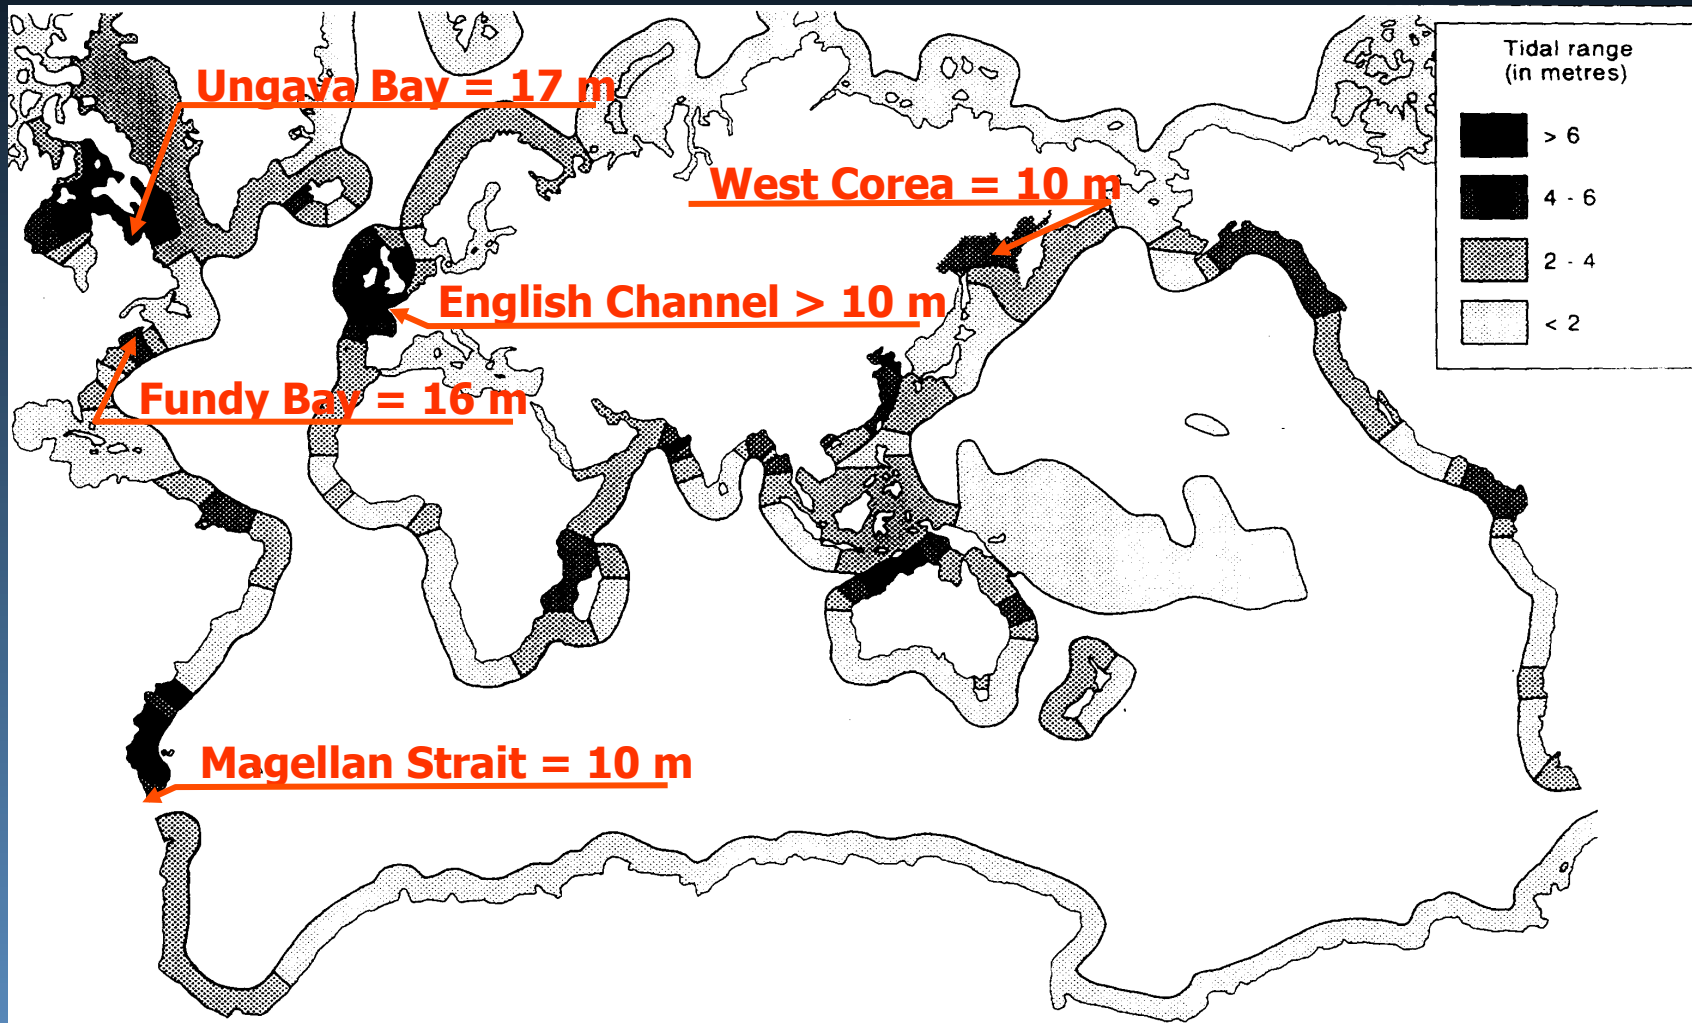 Ungava Bay = 17 m
West Corea = 10 m
English Channel > 10 m
Fundy Bay = 16 m
Magellan Strait = 10 m
Tidal range
(in metres)
> 6
4 - 6
2 - 4
< 2